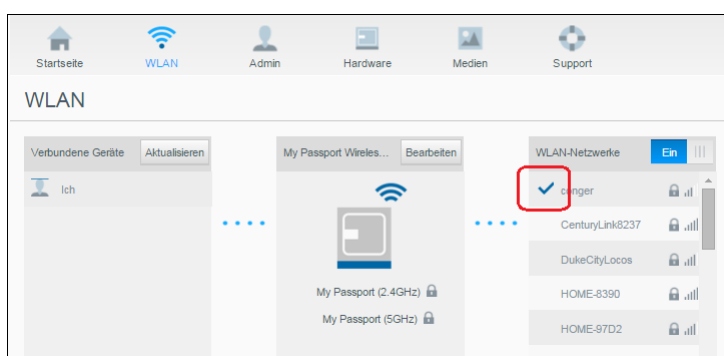 Startseite WLAN Admin Hardware Medien Support
WLAN
Verbundene Geräte Aktualisieren
Ich
My Passport Wireles... Bearbeiten
My Passport (2.4GHz)
My Passport (5GHz)
WLAN-Netzwerke Ein
conger
CenturyLink8237
DukeCityLocos
HOME-8390
HOME-97D2